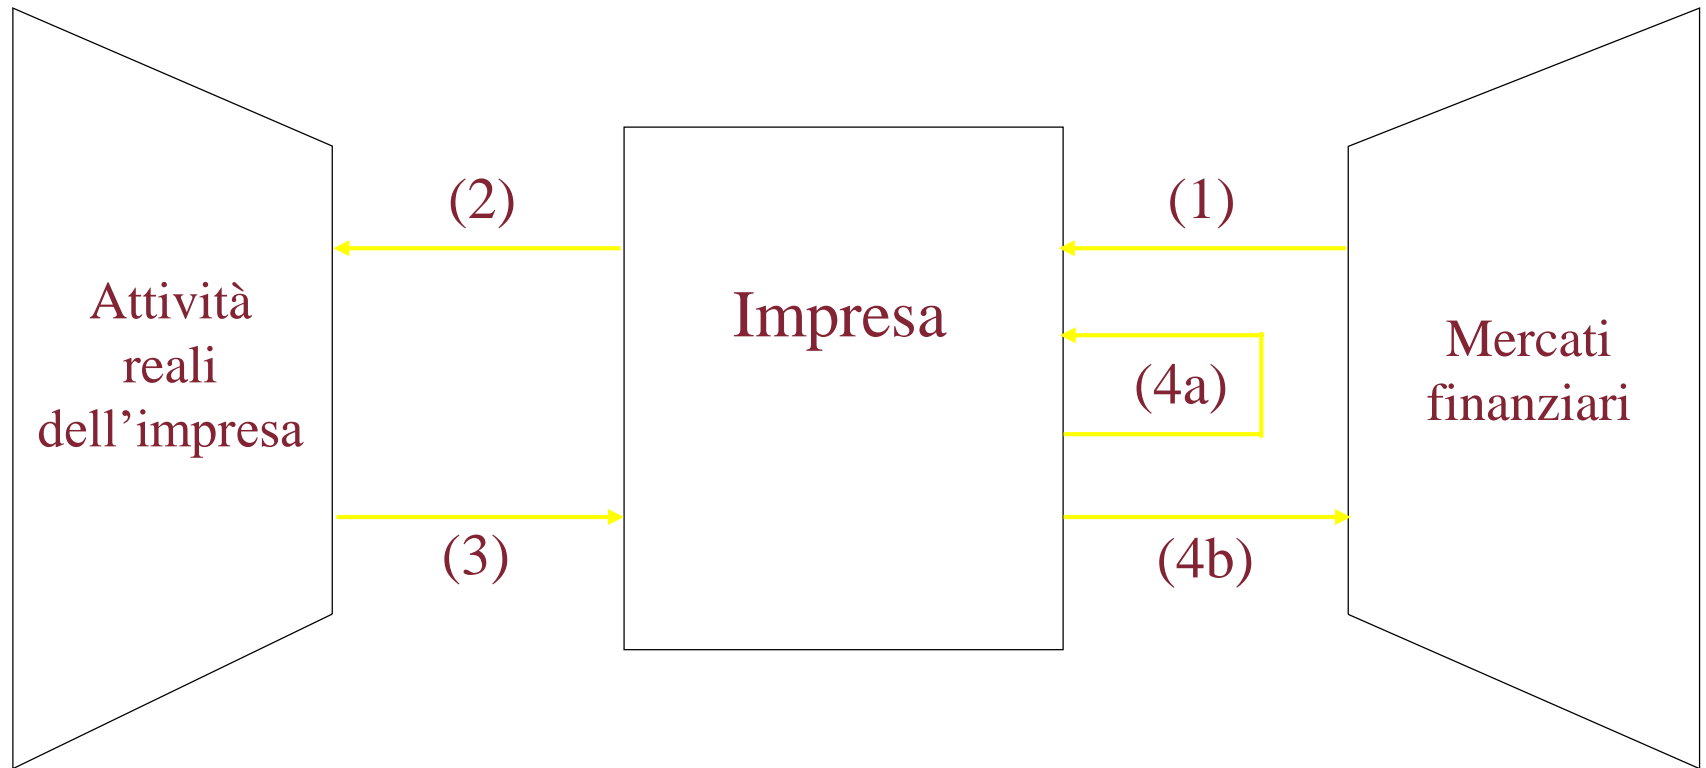 (2)
(1)
Attività
reali
dell’impresa
Impresa
Mercati
finanziari
(4a)
(3)
(4b)